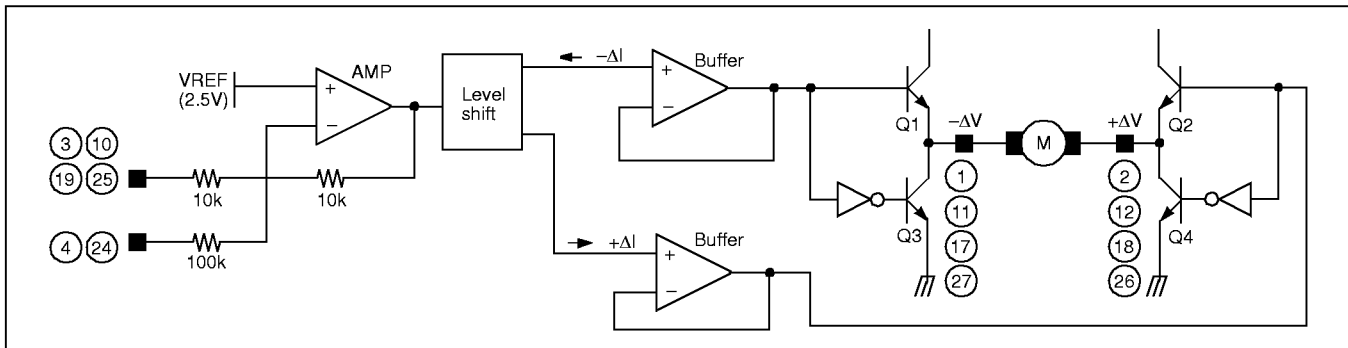 VREF
(2.5V)
AMP
+
−
Level
shift
← −ΔI
Buffer
+
−
Q1
−ΔV
M
+ΔV
Q2
3 10
19 25
10k
10k
4 24
100k
→ +ΔI
Buffer
+
−
Q3
1
11
17
27
2
12
18
26
Q4